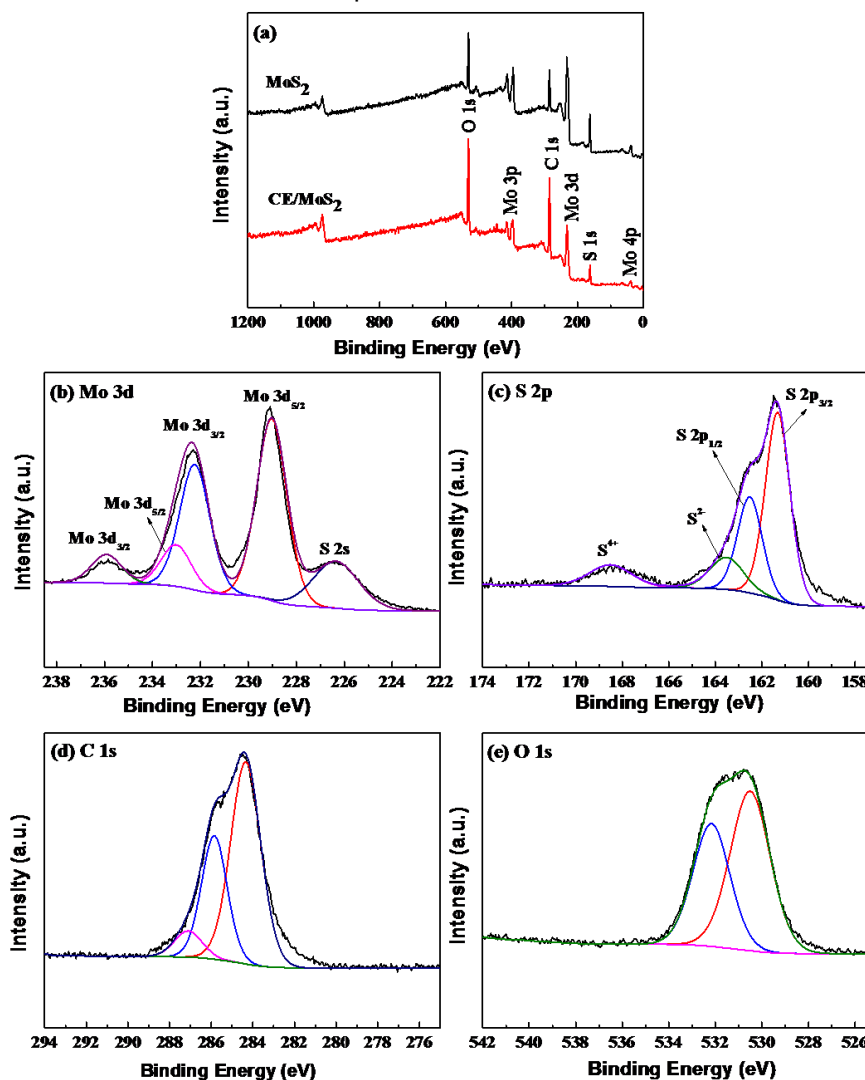 (a)
MoS₂
CE/MoS₂
O 1s
Mo 3p
C 1s
Mo 3d
S 1s
Mo 4p
Intensity (a.u.)
1200 1000 800 600 400 200 0
Binding Energy (eV)
(b) Mo 3d
Mo 3d₅/₂
Mo 3d₃/₂
Mo 3d₅/₂
Mo 3d₃/₂
S 2s
Intensity (a.u.)
238 236 234 232 230 228 226 224 222
Binding Energy (eV)
(c) S 2p
S 2p₃/₂
S 2p₁/₂
S²⁻
S⁴⁺
Intensity (a.u.)
174 172 170 168 166 164 162 160 158
Binding Energy (eV)
(d) C 1s
Intensity (a.u.)
294 292 290 288 286 284 282 280 278 276
Binding Energy (eV)
(e) O 1s
Intensity (a.u.)
542 540 538 536 534 532 530 528 526
Binding Energy (eV)